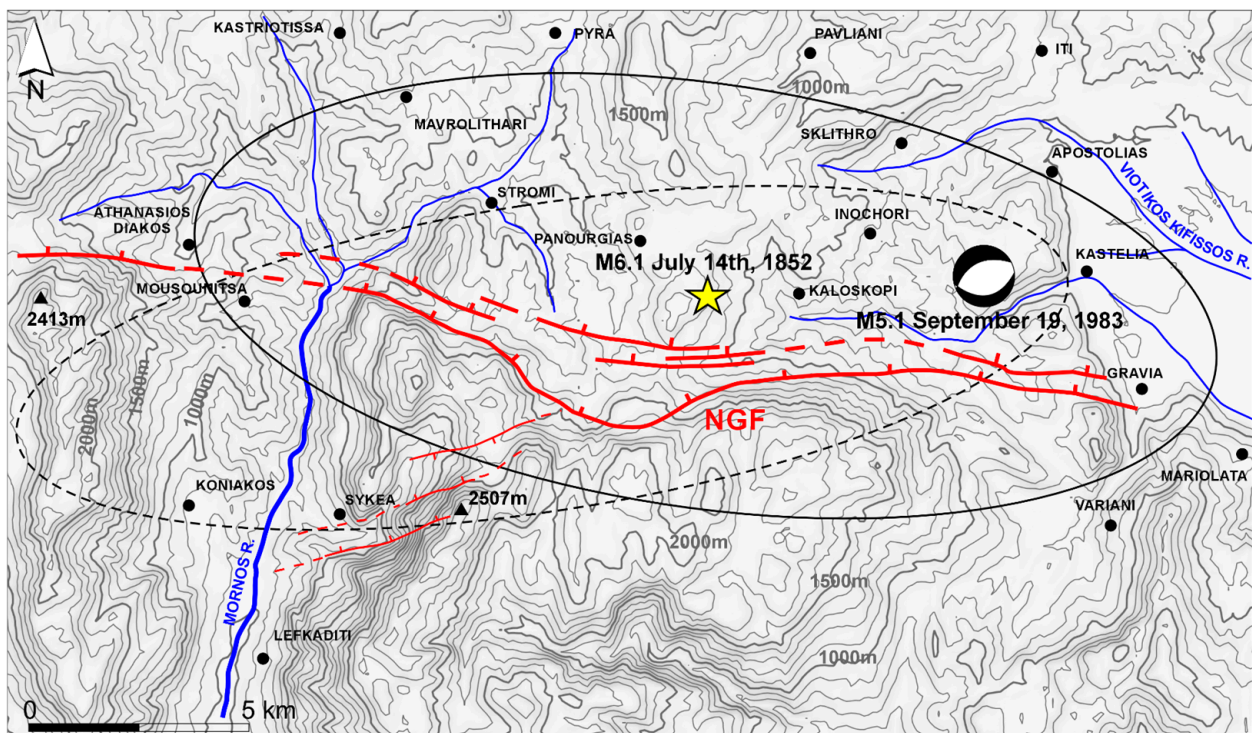 KASTRIOTISSA
PYRÁ
PAVLIANI
ITI
N
1000m
1500m
MAVROLITHARI
SKLITHRO
APOSTOLIAS
VIOTIKOS KIFISSOS R.
STROMI
ATHANASIOS
DIAKOS
INOCHORI
PANOURGIAS
KASTELIA
M6.1 July 14th, 1852
MOUSOUNITSA
KALOSKOPI
2413m
M5.1 September 19, 1983
GRAVIA
1500m
1000m
2000m
NGF
MARIOLATA
KONIAKOS
SYKEA
2507m
VARIANI
2000m
MORNOS R.
1500m
LEFKADITI
1000m
0
5 km